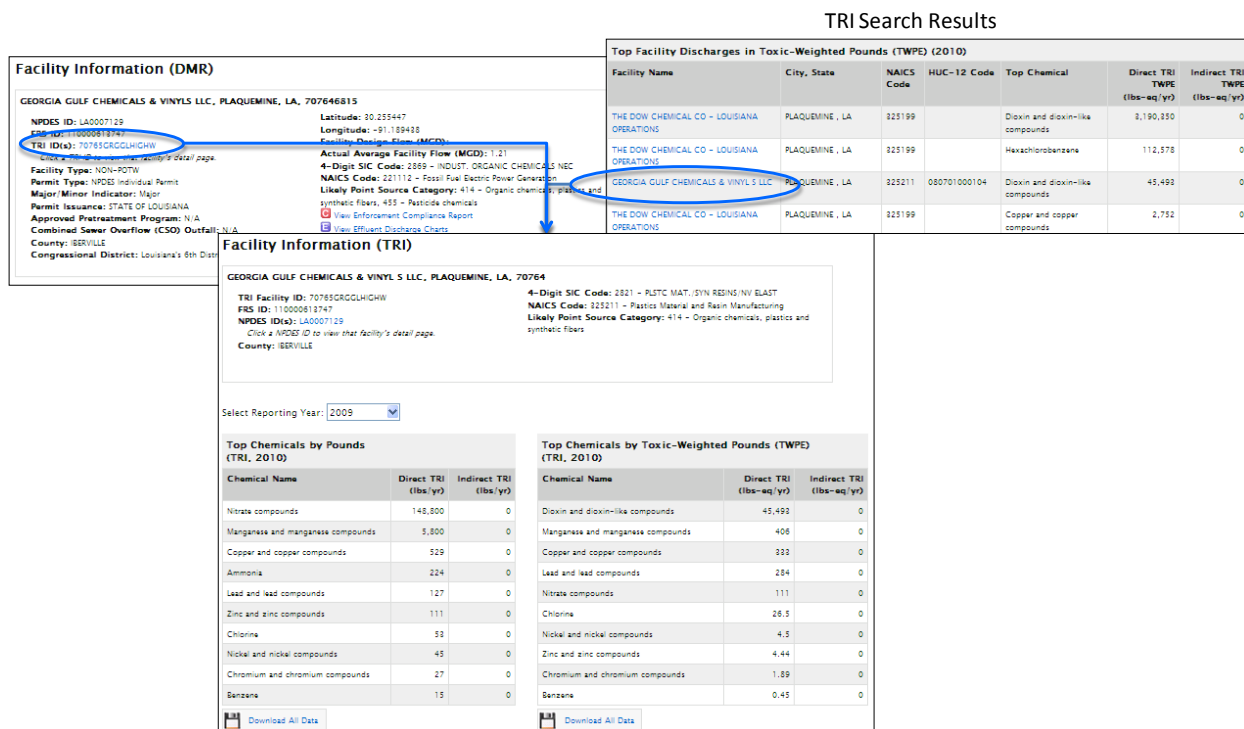 TRI Search Results
Facility Information (DMR)
GEORGIA GULF CHEMICALS & VINYLS LLC, PLAQUEMINE, LA, 707646815
NPDES ID: LA0007129
FRS ID: 110000613747
TRI ID(s): 70765GRGGLHIGHW
Click a TRI ID to view that facility's detail page.
Facility Type: NON-POTW
Permit Type: NPDES Individual Permit
Major/Minor Indicator: Major
Permit Issuance: STATE OF LOUISIANA
Approved Pretreatment Program: N/A
Combined Sewer Overflow (CSO) Outfall: N/A
County: IBERVILLE
Congressional District: Louisiana's 6th Distr
Latitude: 30.255447
Longitude: -91.189438
Facility Design Flow (MGD):
Actual Average Facility Flow (MGD): 1.21
4-Digit SIC Code: 2869 - INDUST. ORGANIC CHEMICALS NEC
NAICS Code: 221112 - Fossil Fuel Electric Power Generation
Likely Point Source Category: 414 - Organic chemicals, plastics and
synthetic fibers, 455 - Pesticide chemicals
C View Enforcement Compliance Report
E View Effluent Discharge Charts
Top Facility Discharges in Toxic-Weighted Pounds (TWPE) (2010)
Facility Name City, State NAICS Code HUC-12 Code Top Chemical Direct TRI TWPE (lbs-eq/yr) Indirect TRI TWPE (lbs-eq/yr)
THE DOW CHEMICAL CO - LOUISIANA OPERATIONS PLAQUEMINE , LA 325199 Dioxin and dioxin-like compounds 3,190,350 0
THE DOW CHEMICAL CO - LOUISIANA OPERATIONS PLAQUEMINE , LA 325199 Hexachlorobenzene 112,578 0
GEORGIA GULF CHEMICALS & VINYL S LLC PLAQUEMINE , LA 325211 080701000104 Dioxin and dioxin-like compounds 45,493 0
THE DOW CHEMICAL CO - LOUISIANA OPERATIONS PLAQUEMINE , LA 325199 Copper and copper compounds 2,752 0
Facility Information (TRI)
GEORGIA GULF CHEMICALS & VINYL S LLC, PLAQUEMINE, LA, 70764
TRI Facility ID: 70765GRGGLHIGHW
FRS ID: 110000613747
NPDES ID(s): LA0007129
Click a NPDES ID to view that facility's detail page.
County: IBERVILLE
4-Digit SIC Code: 2821 - PLSTC MAT./SYN RESINS/NV ELAST
NAICS Code: 325211 - Plastics Material and Resin Manufacturing
Likely Point Source Category: 414 - Organic chemicals, plastics and
synthetic fibers
Select Reporting Year: 2009
Top Chemicals by Pounds
(TRI, 2010)
Chemical Name Direct TRI (lbs/yr) Indirect TRI (lbs/yr)
Nitrate compounds 148,800 0
Manganese and manganese compounds 5,800 0
Copper and copper compounds 529 0
Ammonia 224 0
Lead and lead compounds 127 0
Zinc and zinc compounds 111 0
Chlorine 53 0
Nickel and nickel compounds 45 0
Chromium and chromium compounds 27 0
Benzene 15 0
Download All Data
Top Chemicals by Toxic-Weighted Pounds (TWPE)
(TRI, 2010)
Chemical Name Direct TRI (lbs-eq/yr) Indirect TRI (lbs-eq/yr)
Dioxin and dioxin-like compounds 45,493 0
Manganese and manganese compounds 406 0
Copper and copper compounds 333 0
Lead and lead compounds 284 0
Nitrate compounds 111 0
Chlorine 26.5 0
Nickel and nickel compounds 4.5 0
Zinc and zinc compounds 4.44 0
Chromium and chromium compounds 1.89 0
Benzene 0.45 0
Download All Data